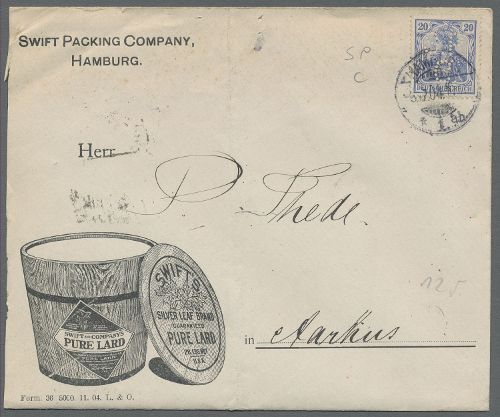 SWIFT PACKING COMPANY,
HAMBURG.
20 20
DEUTSCHES REICH
SP
C
Herr
P. Thede.
SWIFT'S
SILVER LEAF BRAND
GUARANTEED
PURE LARD
U.S.A.
SWIFT AND COMPANY'S
PURE LARD
125
in Aarhus
Form. 36 5000. 11. 04. L. & O.